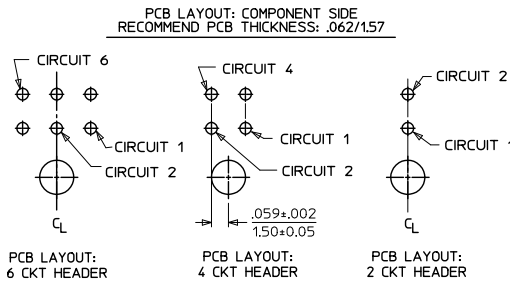 PCB LAYOUT: COMPONENT SIDE
RECOMMEND PCB THICKNESS: .062/1.57
CIRCUIT 6
CIRCUIT 1
CIRCUIT 2
CL
PCB LAYOUT:
6 CKT HEADER
CIRCUIT 4
CIRCUIT 1
CIRCUIT 2
.059±.002
1.50±0.05
PCB LAYOUT:
4 CKT HEADER
CIRCUIT 2
CIRCUIT 1
CL
PCB LAYOUT:
2 CKT HEADER